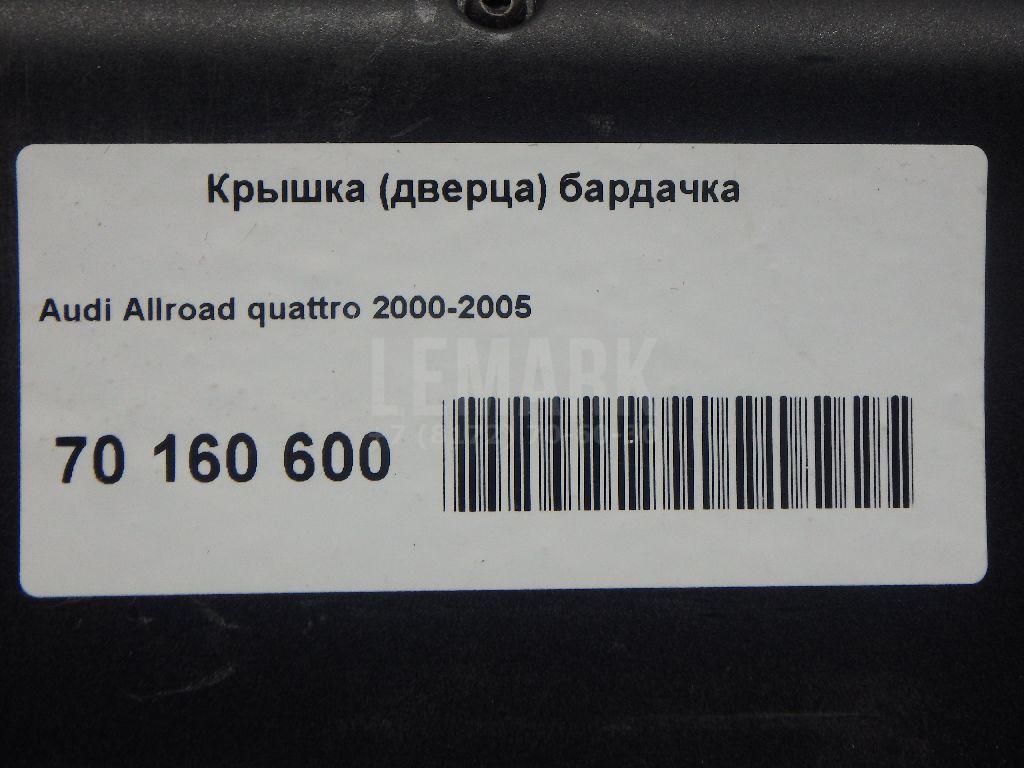 Крышка (дверца) бардачка
Audi Allroad quattro 2000-2005
LEMARK
70 160 600